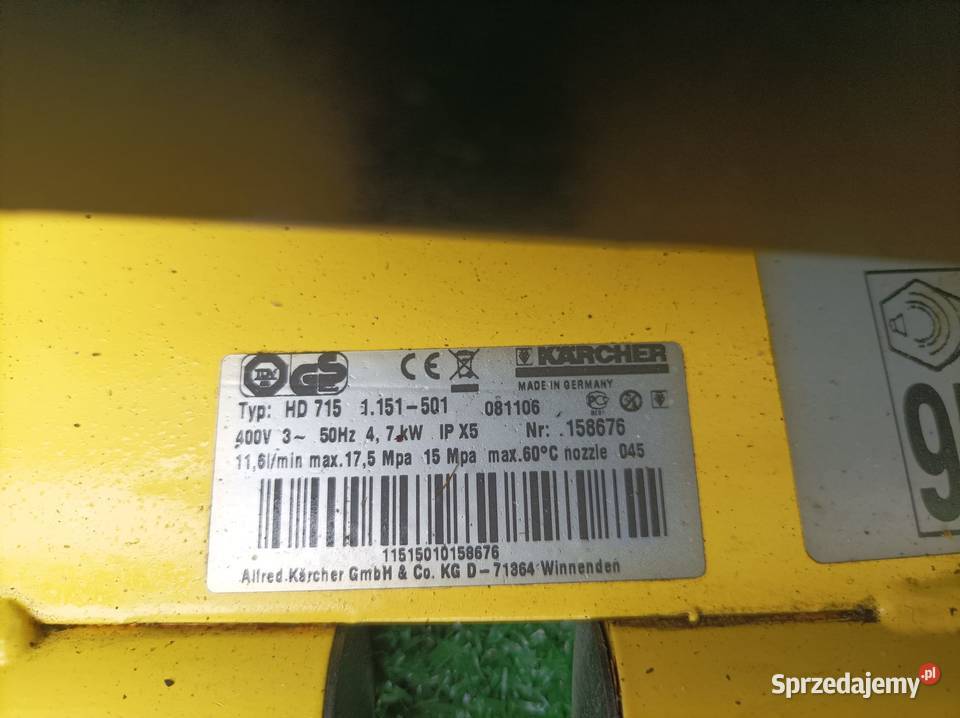 CE KÄRCHER
MADE IN GERMANY
Typ: HD 715 1.151-501 081106
400V 3~ 50Hz 4,7 kW IP X5 Nr: 158676
11,6l/min max.17,5 Mpa 15 Mpa max.60°C nozzle 045
11515010158676
Alfred Kärcher GmbH & Co. KG D-71364 Winnenden
Sprzedajemy.pl